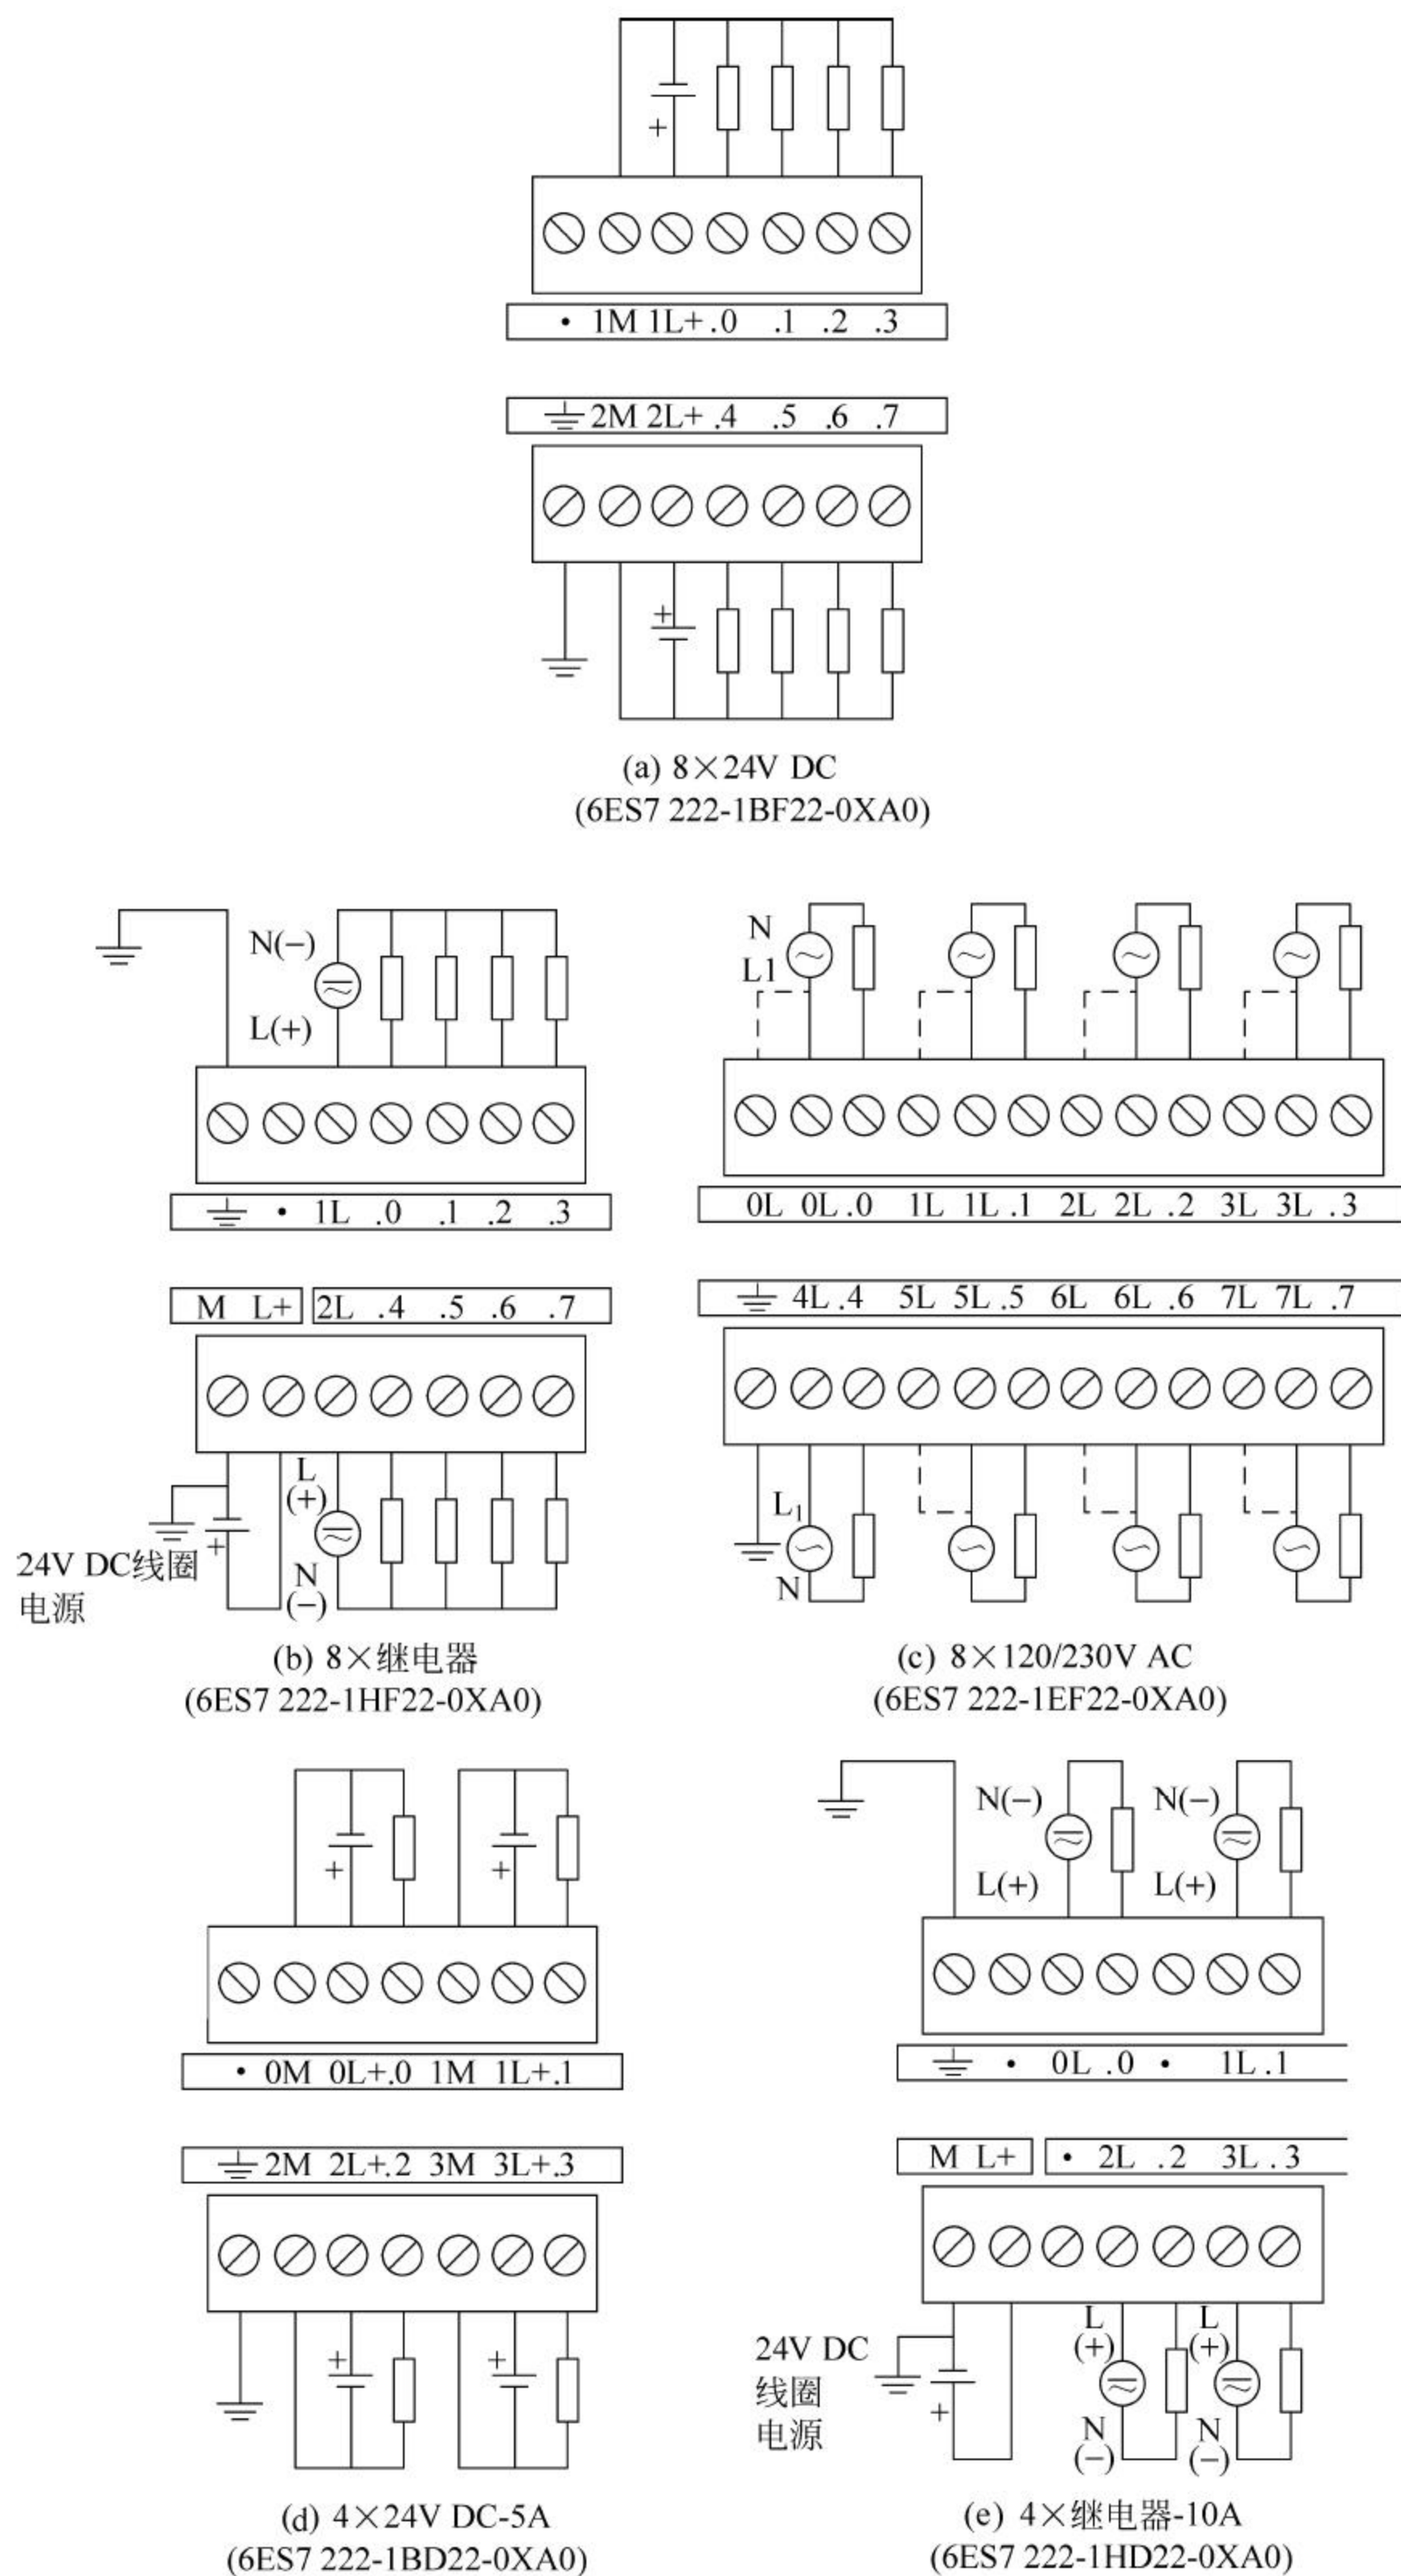 +
• 1M 1L+ .0 .1 .2 .3
2M 2L+ .4 .5 .6 .7
+
(a) 8×24V DC
(6ES7 222-1BF22-0XA0)
N(−)
L(+)
• 1L .0 .1 .2 .3
M L+ 2L .4 .5 .6 .7
L
(+)
+
24V DC线圈
电源
N
(−)
(b) 8×继电器
(6ES7 222-1HF22-0XA0)
N
L1
0L 0L .0 1L 1L .1 2L 2L .2 3L 3L .3
4L .4 5L 5L .5 6L 6L .6 7L 7L .7
L1
N
(c) 8×120/230V AC
(6ES7 222-1EF22-0XA0)
+ +
• 0M 0L+.0 1M 1L+.1
2M 2L+.2 3M 3L+.3
+ +
(d) 4×24V DC-5A
(6ES7 222-1BD22-0XA0)
N(−) N(−)
L(+) L(+)
• 0L .0 • 1L .1
M L+ • 2L .2 3L .3
L L
(+) (+)
24V DC
线圈
电源
+
N N
(−) (−)
(e) 4×继电器-10A
(6ES7 222-1HD22-0XA0)